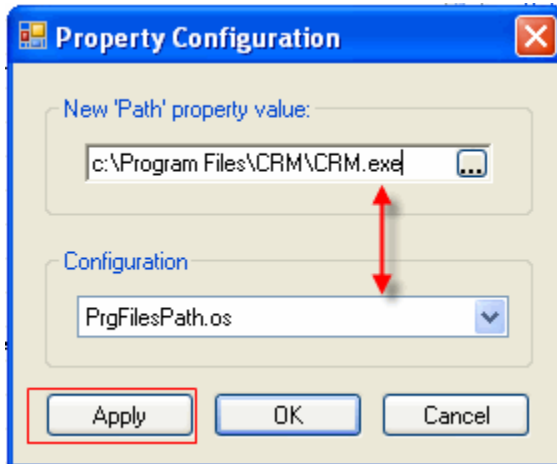 Property Configuration
New 'Path' property value:
c:\Program Files\CRM\CRM.exe
...
Configuration
PrgFilesPath.os
Apply
OK
Cancel